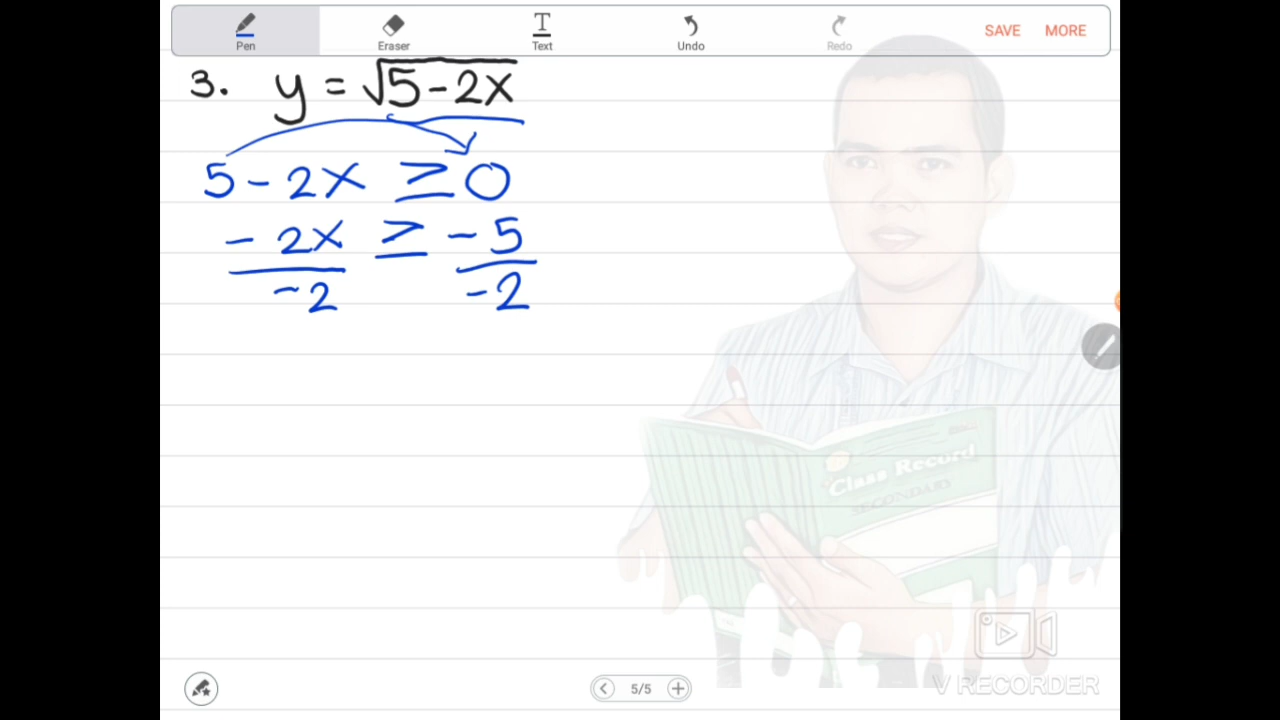 Pen
Eraser
T
Text
Undo
Redo
SAVE
MORE
3. y = √5-2x
5 - 2x ≥ 0
- 2x ≥ - 5
-2 -2
Class Record
SECONDARY
5/5
V RECORDER